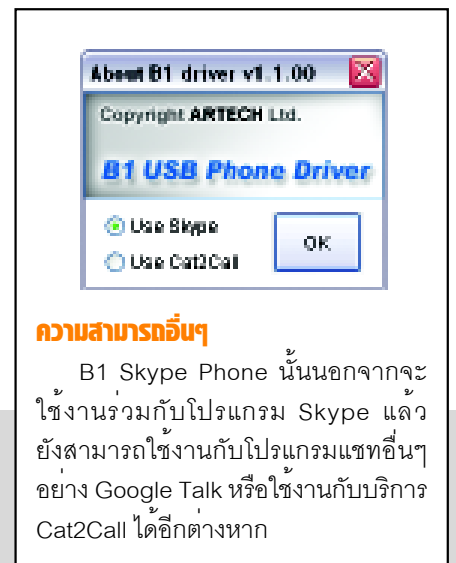 About B1 driver v1.1.00
Copyright ARTECH Ltd.
B1 USB Phone Driver
Use Skype
OK
Use Cat2Call
ความสามารถอื่นๆ
B1 Skype Phone นั้นนอกจากจะ
ใช้งานร่วมกับโปรแกรม Skype แล้ว
ยังสามารถใช้งานกับโปรแกรมแชทอื่นๆ
อย่าง Google Talk หรือใช้งานกับบริการ
Cat2Call ได้อีกต่างหาก